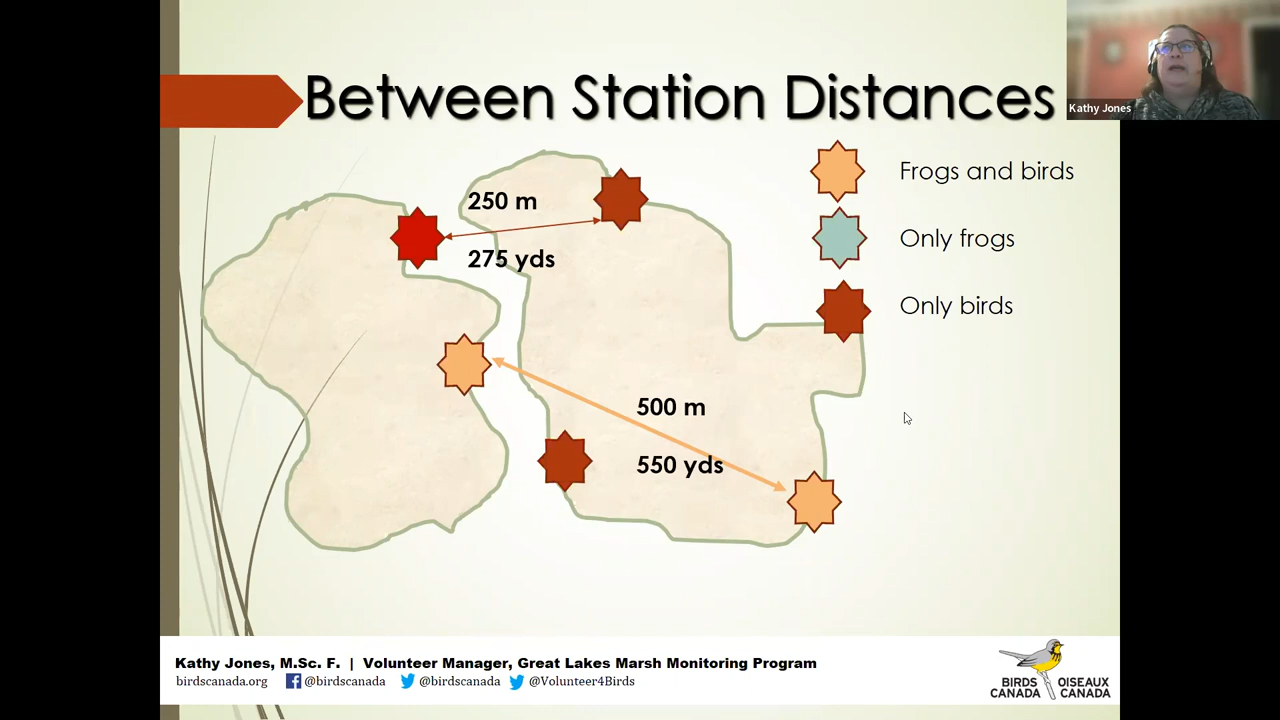 Between Station Distances
Kathy Jones
Frogs and birds
250 m
Only frogs
275 yds
Only birds
500 m
550 yds
Kathy Jones, M.Sc. F. | Volunteer Manager, Great Lakes Marsh Monitoring Program
birdscanada.org @birdscanada @birdscanada @Volunteer4Birds
BIRDS OISEAUX
CANADA CANADA